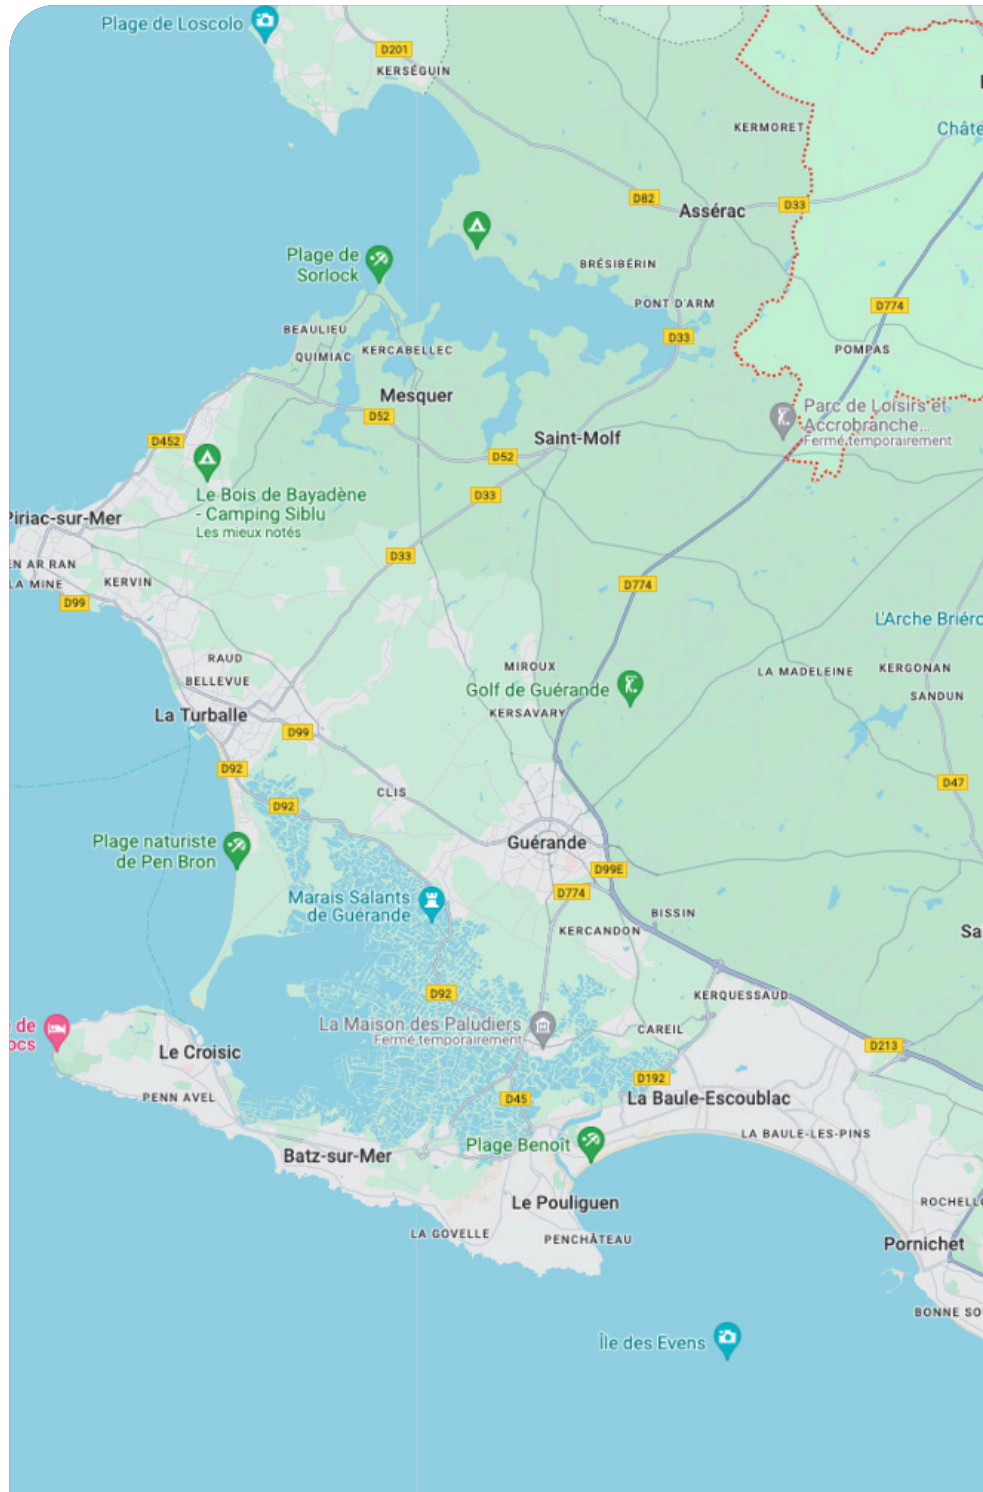 Plage de Loscolo
D201
KERSÉGUIN
KERMORET
Châte
D82
Assérac
D33
Plage de
Sorlock
BRÉSIBÉRIN
PONT D'ARM
D774
BEAULIEU
D33
QUIMIAC
KERCABELLEC
POMPAS
Mesquer
D52
Parc de Loisirs et
Accrobranche...
Fermé temporairement
D452
Saint-Molf
D52
Le Bois de Bayadène
- Camping Siblu
Les mieux notés
D33
Piriac-sur-Mer
D33
EN AR RAN
LA MINE
KERVIN
D774
D99
L'Arche Briéro
RAUD
MIROUX
LA MADELEINE
KERGONAN
BELLEVUE
Golf de Guérande
SANDUN
La Turballe
KERSAVARY
D99
D92
D47
CLIS
D92
Plage naturiste
de Pen Bron
Guérande
D99E
Marais Salants
de Guérande
D774
BISSIN
KERCANDON
Sa
D92
KERQUESSAUD
La Maison des Paludiers
Fermé temporairement
CAREIL
de
ocs
Le Croisic
D213
D192
PENN AVEL
D45
La Baule-Escoublac
LA BAULE-LES-PINS
Plage Benoît
Batz-sur-Mer
Le Pouliguen
ROCHELL
LA GOVELLE
PENCHÂTEAU
Pornichet
BONNE SO
Île des Evens